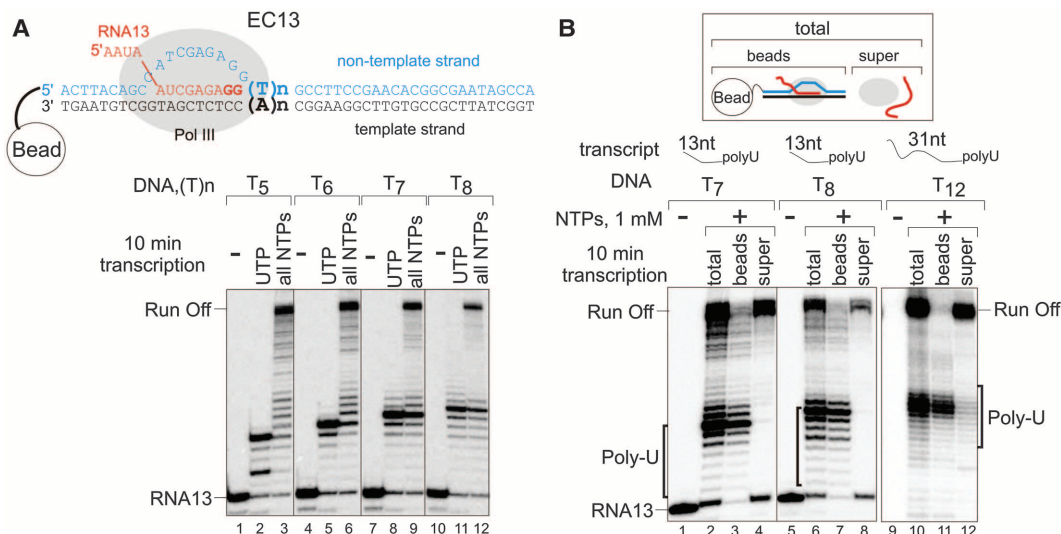 A
EC13
RNA13
5'AAUA
CATCGAGAG
non-template strand
5' ACTTACAGC AUCGAGAGG (T)n GCCTTCCGAACACGGCGAATAGCCA
3' TGAATGTCGGTAGCTCTCC (A)n CGGAAGGCTTGTGCCGCTTATCGGT
Pol III
template strand
Bead
DNA,(T)n T5 T6 T7 T8
10 min transcription
- UTP all NTPs - UTP all NTPs - UTP all NTPs - UTP all NTPs
Run Off
RNA13
1 2 3 4 5 6 7 8 9 10 11 12
B
total
beads super
Bead
transcript 13nt polyU 13nt polyU 31nt polyU
DNA T7 T8 T12
NTPs, 1 mM - + - + - +
10 min transcription
total beads super total beads super total beads super
Run Off
Run Off
Poly-U
Poly-U
RNA13
1 2 3 4 5 6 7 8 9 10 11 12